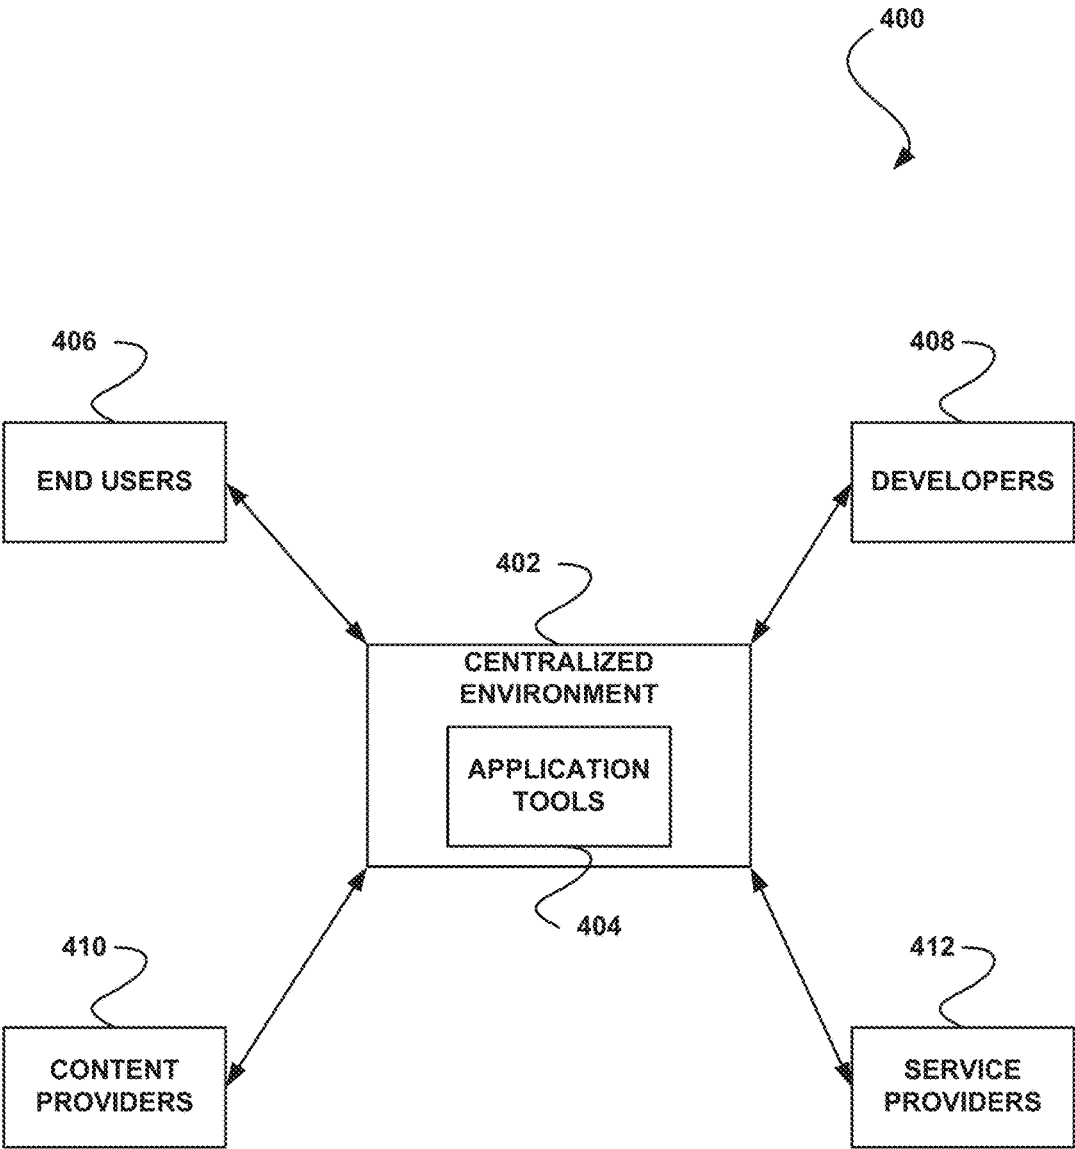 400
406
408
END USERS
DEVELOPERS
402
CENTRALIZED
ENVIRONMENT
APPLICATION
TOOLS
404
410
412
CONTENT
PROVIDERS
SERVICE
PROVIDERS